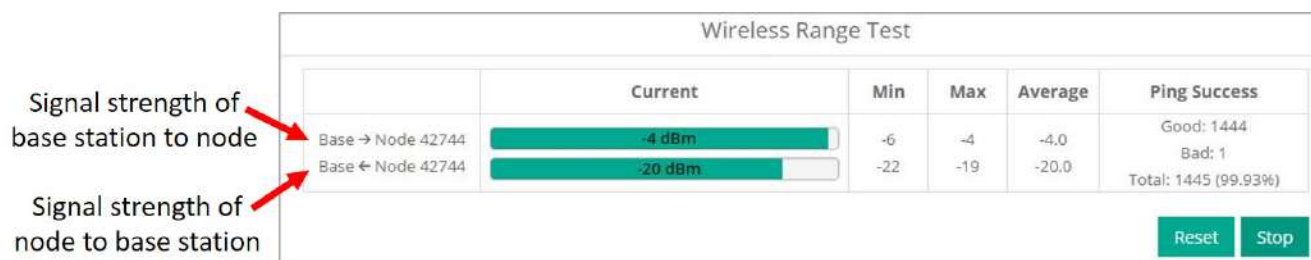 Wireless Range Test
Current Min Max Average Ping Success
Signal strength of
base station to node
Base → Node 42744 -4 dBm -6 -4 -4.0 Good: 1444
Bad: 1
Base ← Node 42744 -20 dBm -22 -19 -20.0 Total: 1445 (99.93%)
Signal strength of
node to base station
Reset Stop